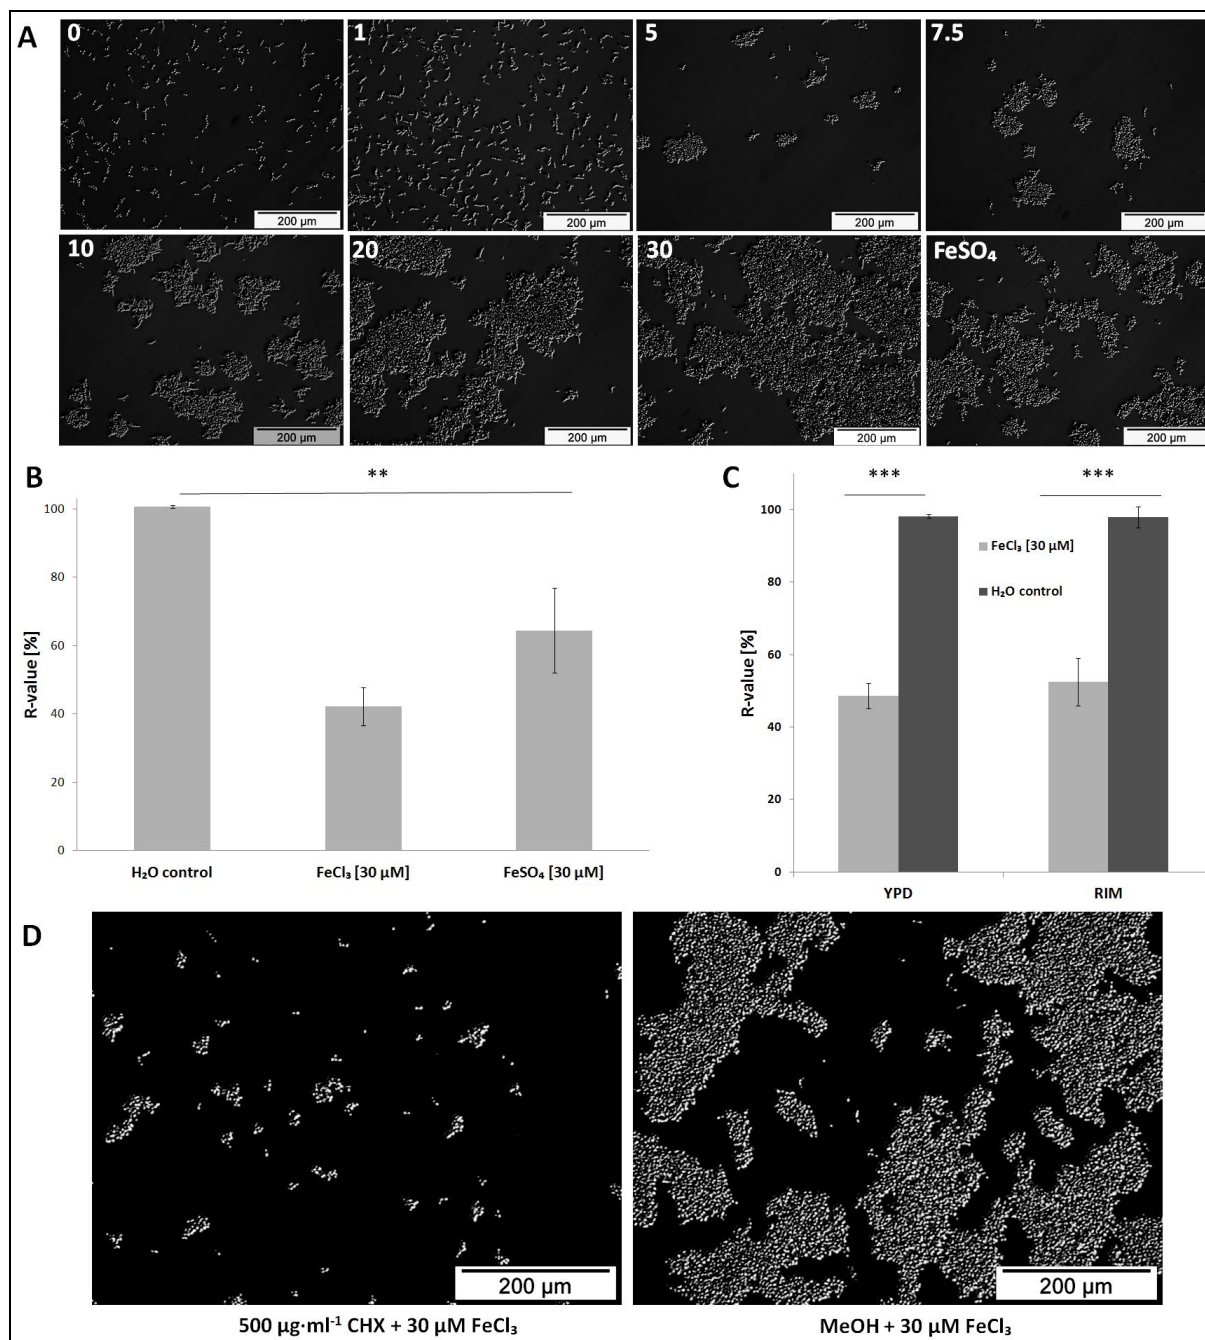 A
0
1
5
7.5
200 µm
200 µm
200 µm
200 µm
10
20
30
FeSO₄
200 µm
200 µm
200 µm
200 µm
B
**
R-value [%]
100
80
60
40
20
0
H₂O control
FeCl₃ [30 µM]
FeSO₄ [30 µM]
C
***
***
R-value [%]
100
80
60
40
20
0
FeCl₃ [30 µM]
H₂O control
YPD
RIM
D
200 µm
200 µm
500 µg·ml⁻¹ CHX + 30 µM FeCl₃
MeOH + 30 µM FeCl₃